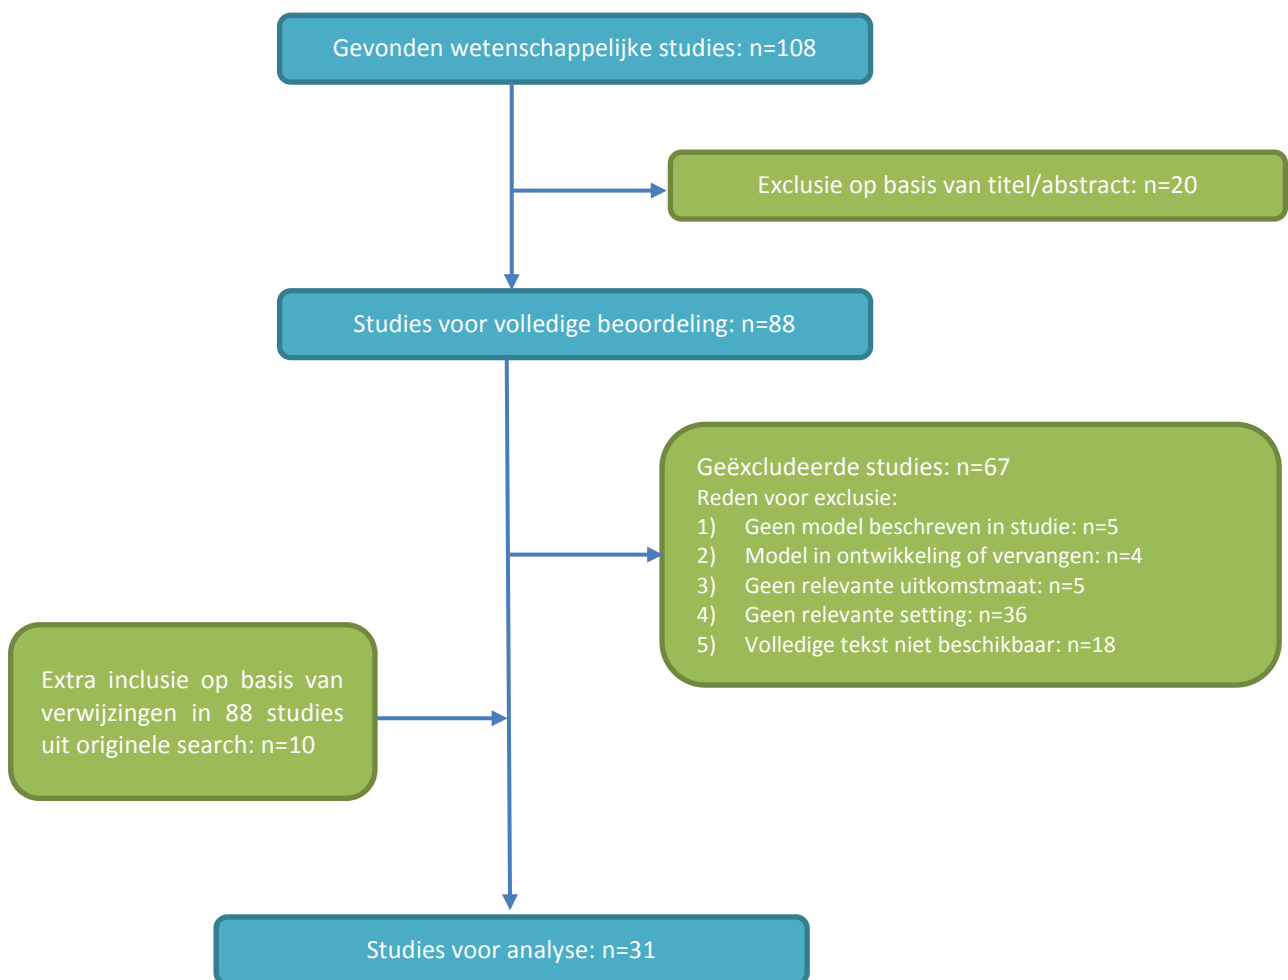 Gevonden wetenschappelijke studies: n=108
Exclusie op basis van titel/abstract: n=20
Studies voor volledige beoordeling: n=88
Geëxcludeerde studies: n=67
Reden voor exclusie:
1) Geen model beschreven in studie: n=5
2) Model in ontwikkeling of vervangen: n=4
3) Geen relevante uitkomstmaat: n=5
4) Geen relevante setting: n=36
5) Volledige tekst niet beschikbaar: n=18
Extra inclusie op basis van
verwijzingen in 88 studies
uit originele search: n=10
Studies voor analyse: n=31